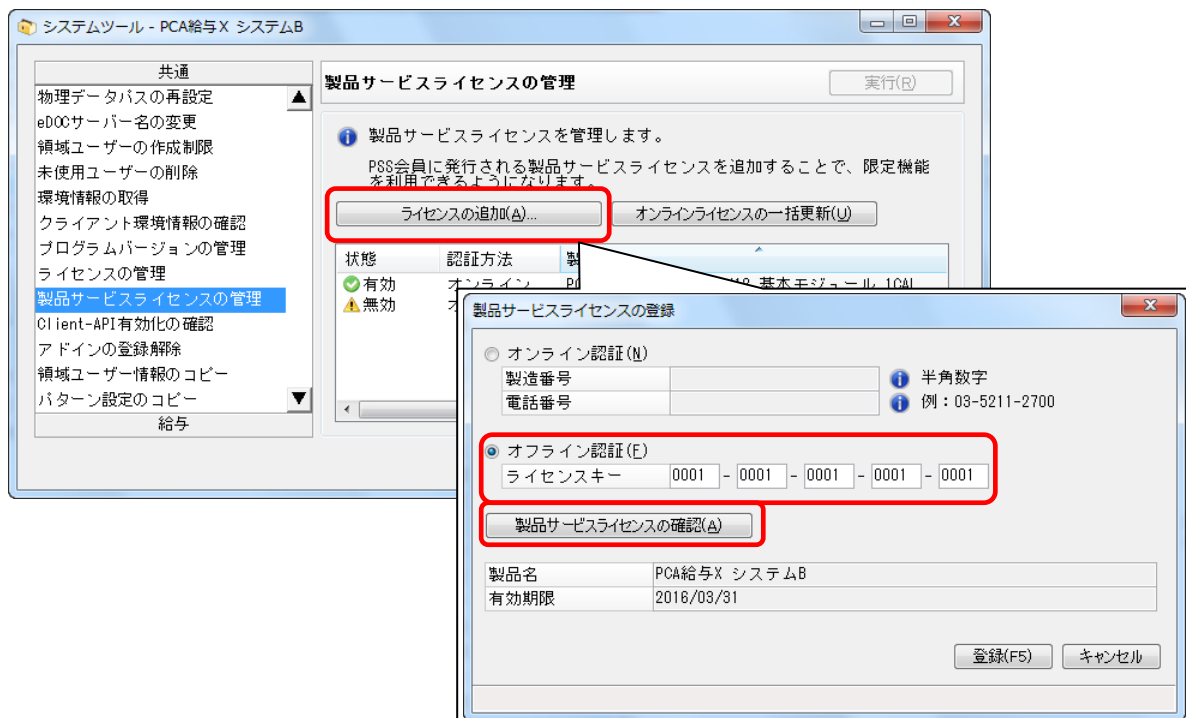 システムツール - PCA給与X システムB
共通
物理データパスの再設定
eDOCサーバー名の変更
領域ユーザーの作成制限
未使用ユーザーの削除
環境情報の取得
クライアント環境情報の確認
プログラムバージョンの管理
ライセンスの管理
製品サービスライセンスの管理
Client-API有効化の確認
アドインの登録解除
領域ユーザー情報のコピー
パターン設定のコピー
給与
製品サービスライセンスの管理
実行(R)
製品サービスライセンスを管理します。
PSS会員に発行される製品サービスライセンスを追加することで、限定機能
を利用できるようになります。
ライセンスの追加(A)...
オンラインライセンスの一括更新(U)
状態 認証方法 製
有効 オンライン PC 基本モジュール 1CAL
無効 オ
製品サービスライセンスの登録
オンライン認証(N)
製造番号 半角数字
電話番号 例：03-5211-2700
オフライン認証(F)
ライセンスキー 0001 - 0001 - 0001 - 0001 - 0001
製品サービスライセンスの確認(A)
製品名 PCA給与X システムB
有効期限 2016/03/31
登録(F5) キャンセル